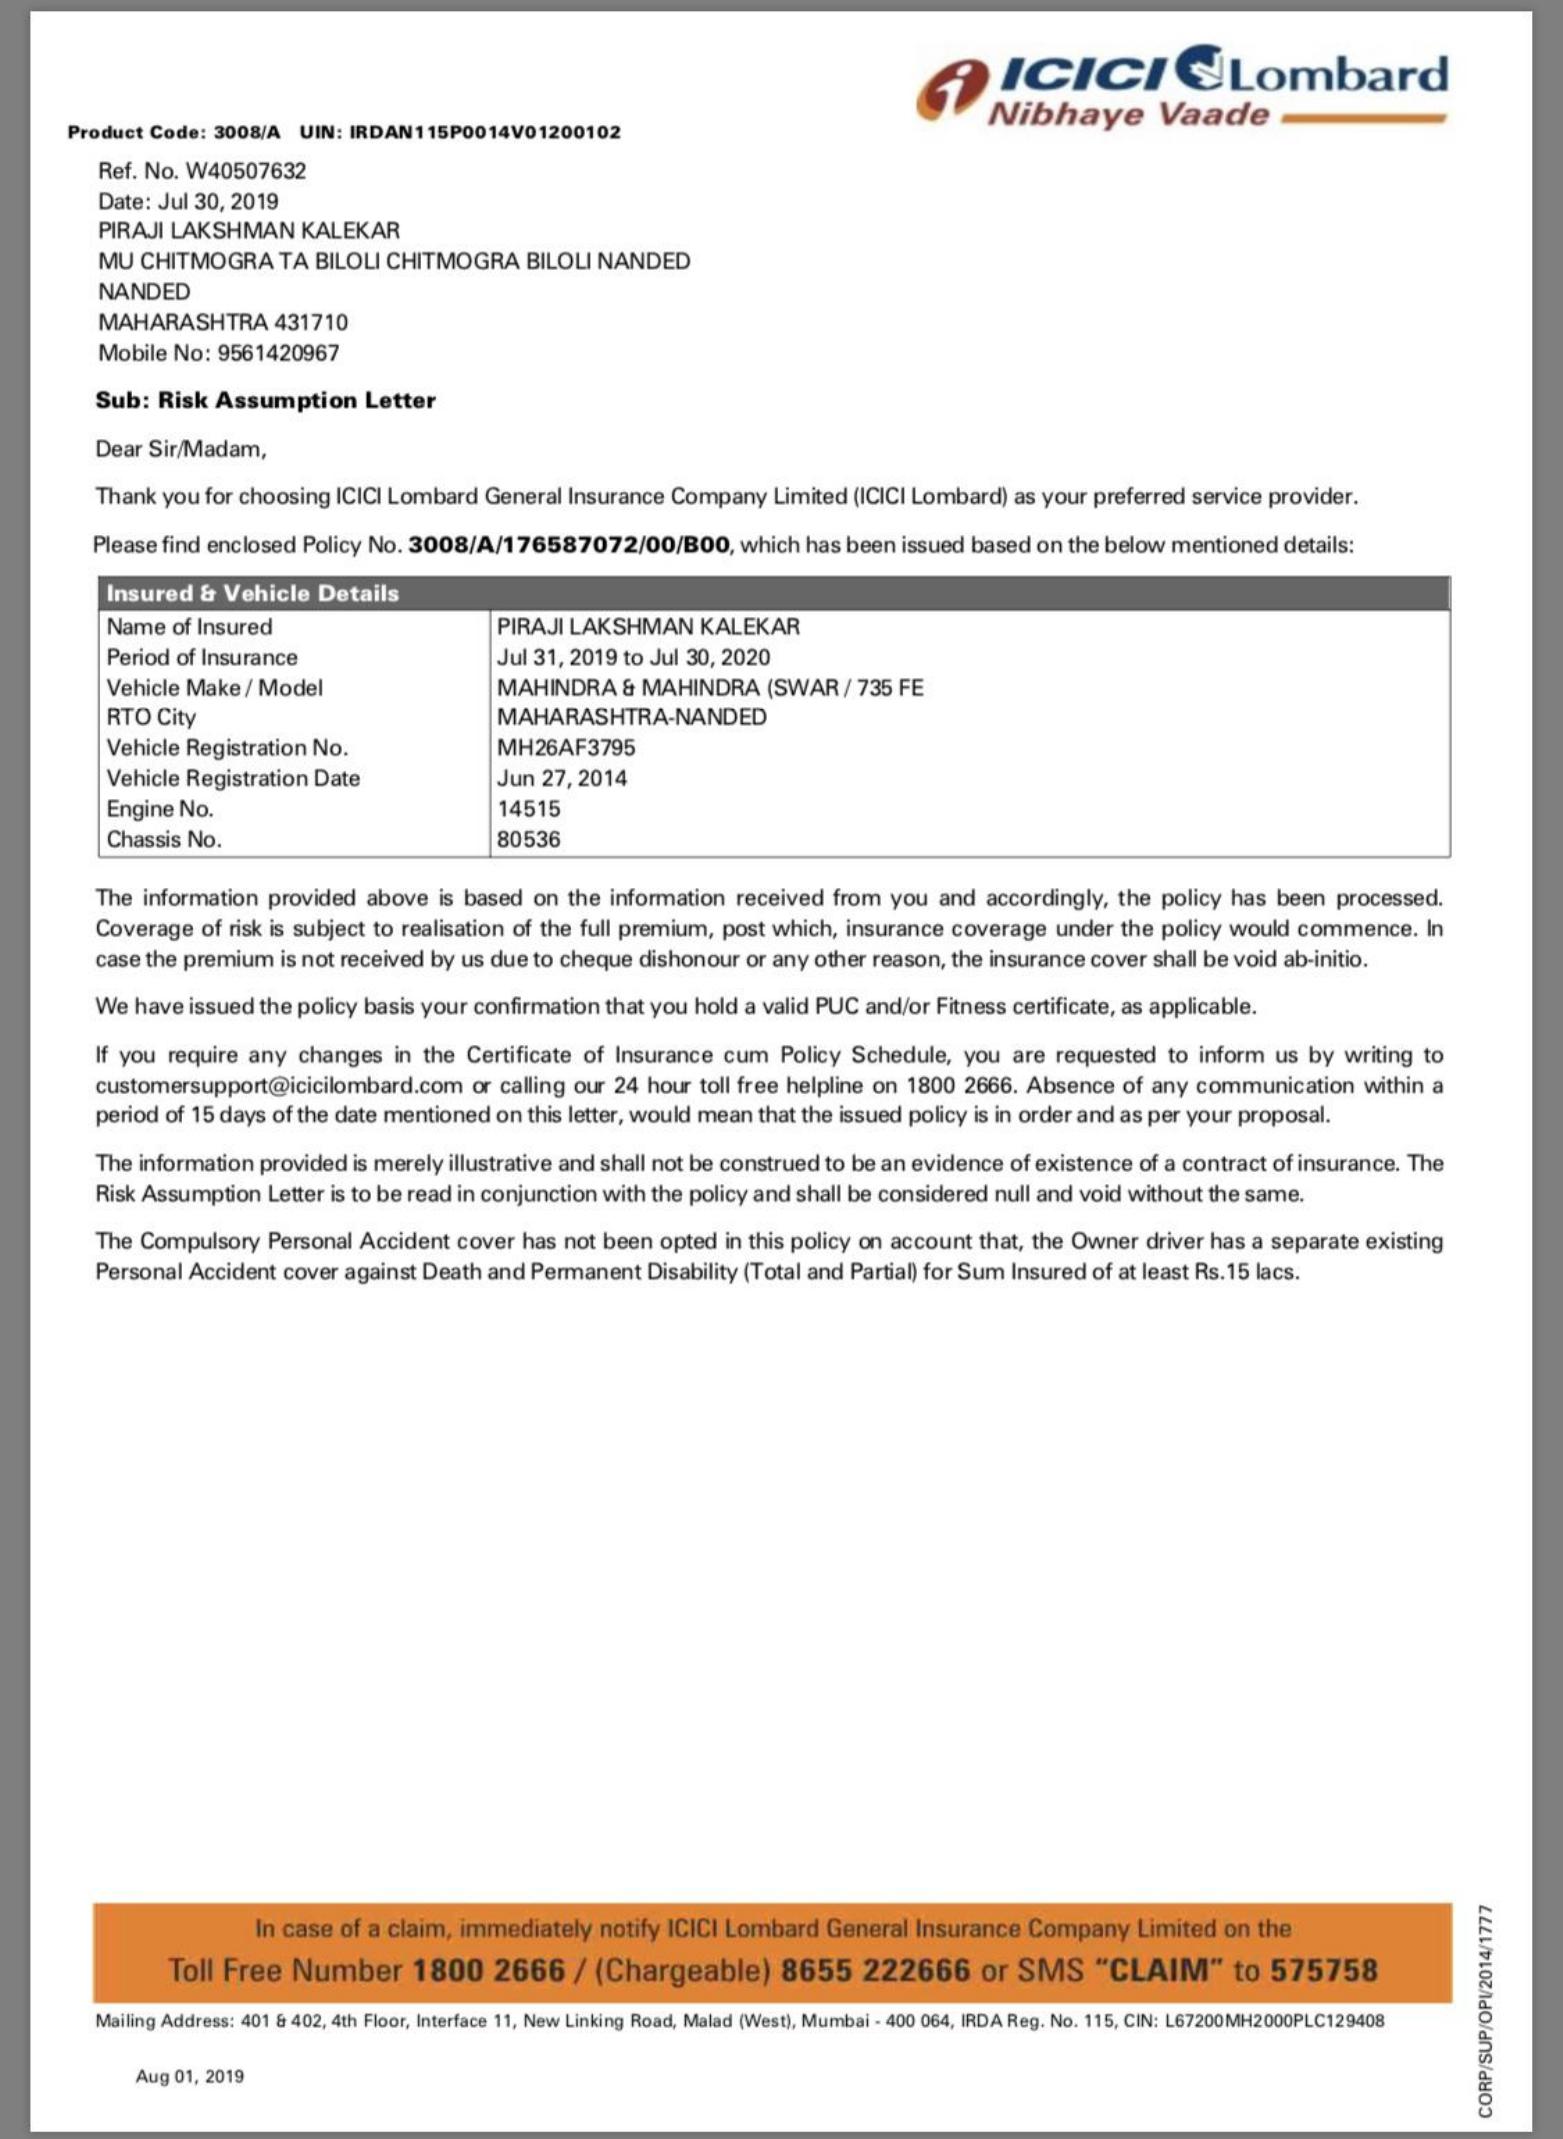 ICICI Lombard
Nibhaye Vaade
Product Code: 3008/A UIN: IRDAN115P0014V01200102
Ref. No. W40507632
Date: Jul 30, 2019
PIRAJI LAKSHMAN KALEKAR
MU CHITMOGRA TA BILOLI CHITMOGRA BILOLI NANDED
NANDED
MAHARASHTRA 431710
Mobile No: 9561420967
Sub: Risk Assumption Letter
Dear Sir/Madam,
Thank you for choosing ICICI Lombard General Insurance Company Limited (ICICI Lombard) as your preferred service provider.
Please find enclosed Policy No. 3008/A/176587072/00/B00, which has been issued based on the below mentioned details:
Insured & Vehicle Details
Name of Insured PIRAJI LAKSHMAN KALEKAR
Period of Insurance Jul 31, 2019 to Jul 30, 2020
Vehicle Make / Model MAHINDRA & MAHINDRA (SWAR / 735 FE
RTO City MAHARASHTRA-NANDED
Vehicle Registration No. MH26AF3795
Vehicle Registration Date Jun 27, 2014
Engine No. 14515
Chassis No. 80536
The information provided above is based on the information received from you and accordingly, the policy has been processed.
Coverage of risk is subject to realisation of the full premium, post which, insurance coverage under the policy would commence. In
case the premium is not received by us due to cheque dishonour or any other reason, the insurance cover shall be void ab-initio.
We have issued the policy basis your confirmation that you hold a valid PUC and/or Fitness certificate, as applicable.
If you require any changes in the Certificate of Insurance cum Policy Schedule, you are requested to inform us by writing to
customersupport@icicilombard.com or calling our 24 hour toll free helpline on 1800 2666. Absence of any communication within a
period of 15 days of the date mentioned on this letter, would mean that the issued policy is in order and as per your proposal.
The information provided is merely illustrative and shall not be construed to be an evidence of existence of a contract of insurance. The
Risk Assumption Letter is to be read in conjunction with the policy and shall be considered null and void without the same.
The Compulsory Personal Accident cover has not been opted in this policy on account that, the Owner driver has a separate existing
Personal Accident cover against Death and Permanent Disability (Total and Partial) for Sum Insured of at least Rs.15 lacs.
In case of a claim, immediately notify ICICI Lombard General Insurance Company Limited on the
Toll Free Number 1800 2666 / (Chargeable) 8655 222666 or SMS "CLAIM" to 575758
Mailing Address: 401 & 402, 4th Floor, Interface 11, New Linking Road, Malad (West), Mumbai - 400 064, IRDA Reg. No. 115, CIN: L67200MH2000PLC129408
Aug 01, 2019
CORP/SUP/OPI/2014/1777